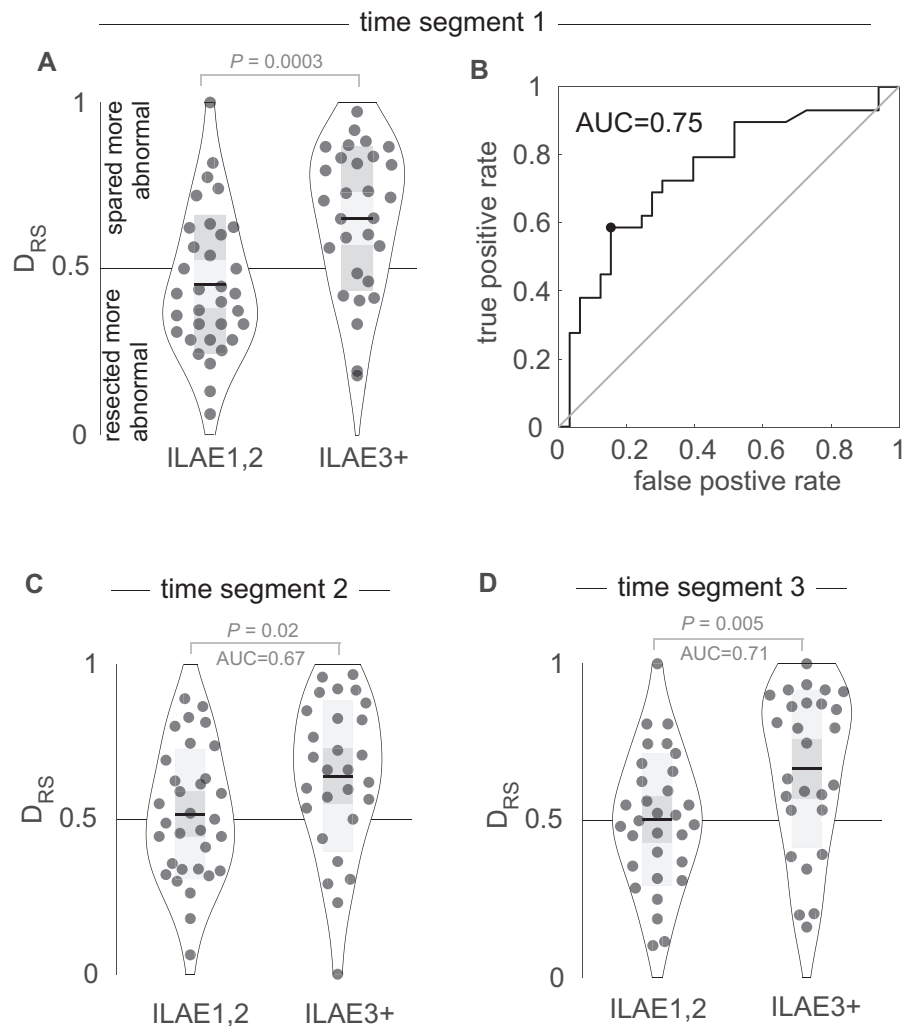 time segment 1
A
P = 0.0003
1
0.5
0
DRS
spared more
abnormal
resected more
abnormal
ILAE1,2
ILAE3+
B
AUC=0.75
1
0.8
0.6
0.4
0.2
0
true positive rate
0
0.2
0.4
0.6
0.8
1
false postive rate
C
time segment 2
P = 0.02
AUC=0.67
1
0.5
0
DRS
ILAE1,2
ILAE3+
D
time segment 3
P = 0.005
AUC=0.71
1
0.5
0
DRS
ILAE1,2
ILAE3+